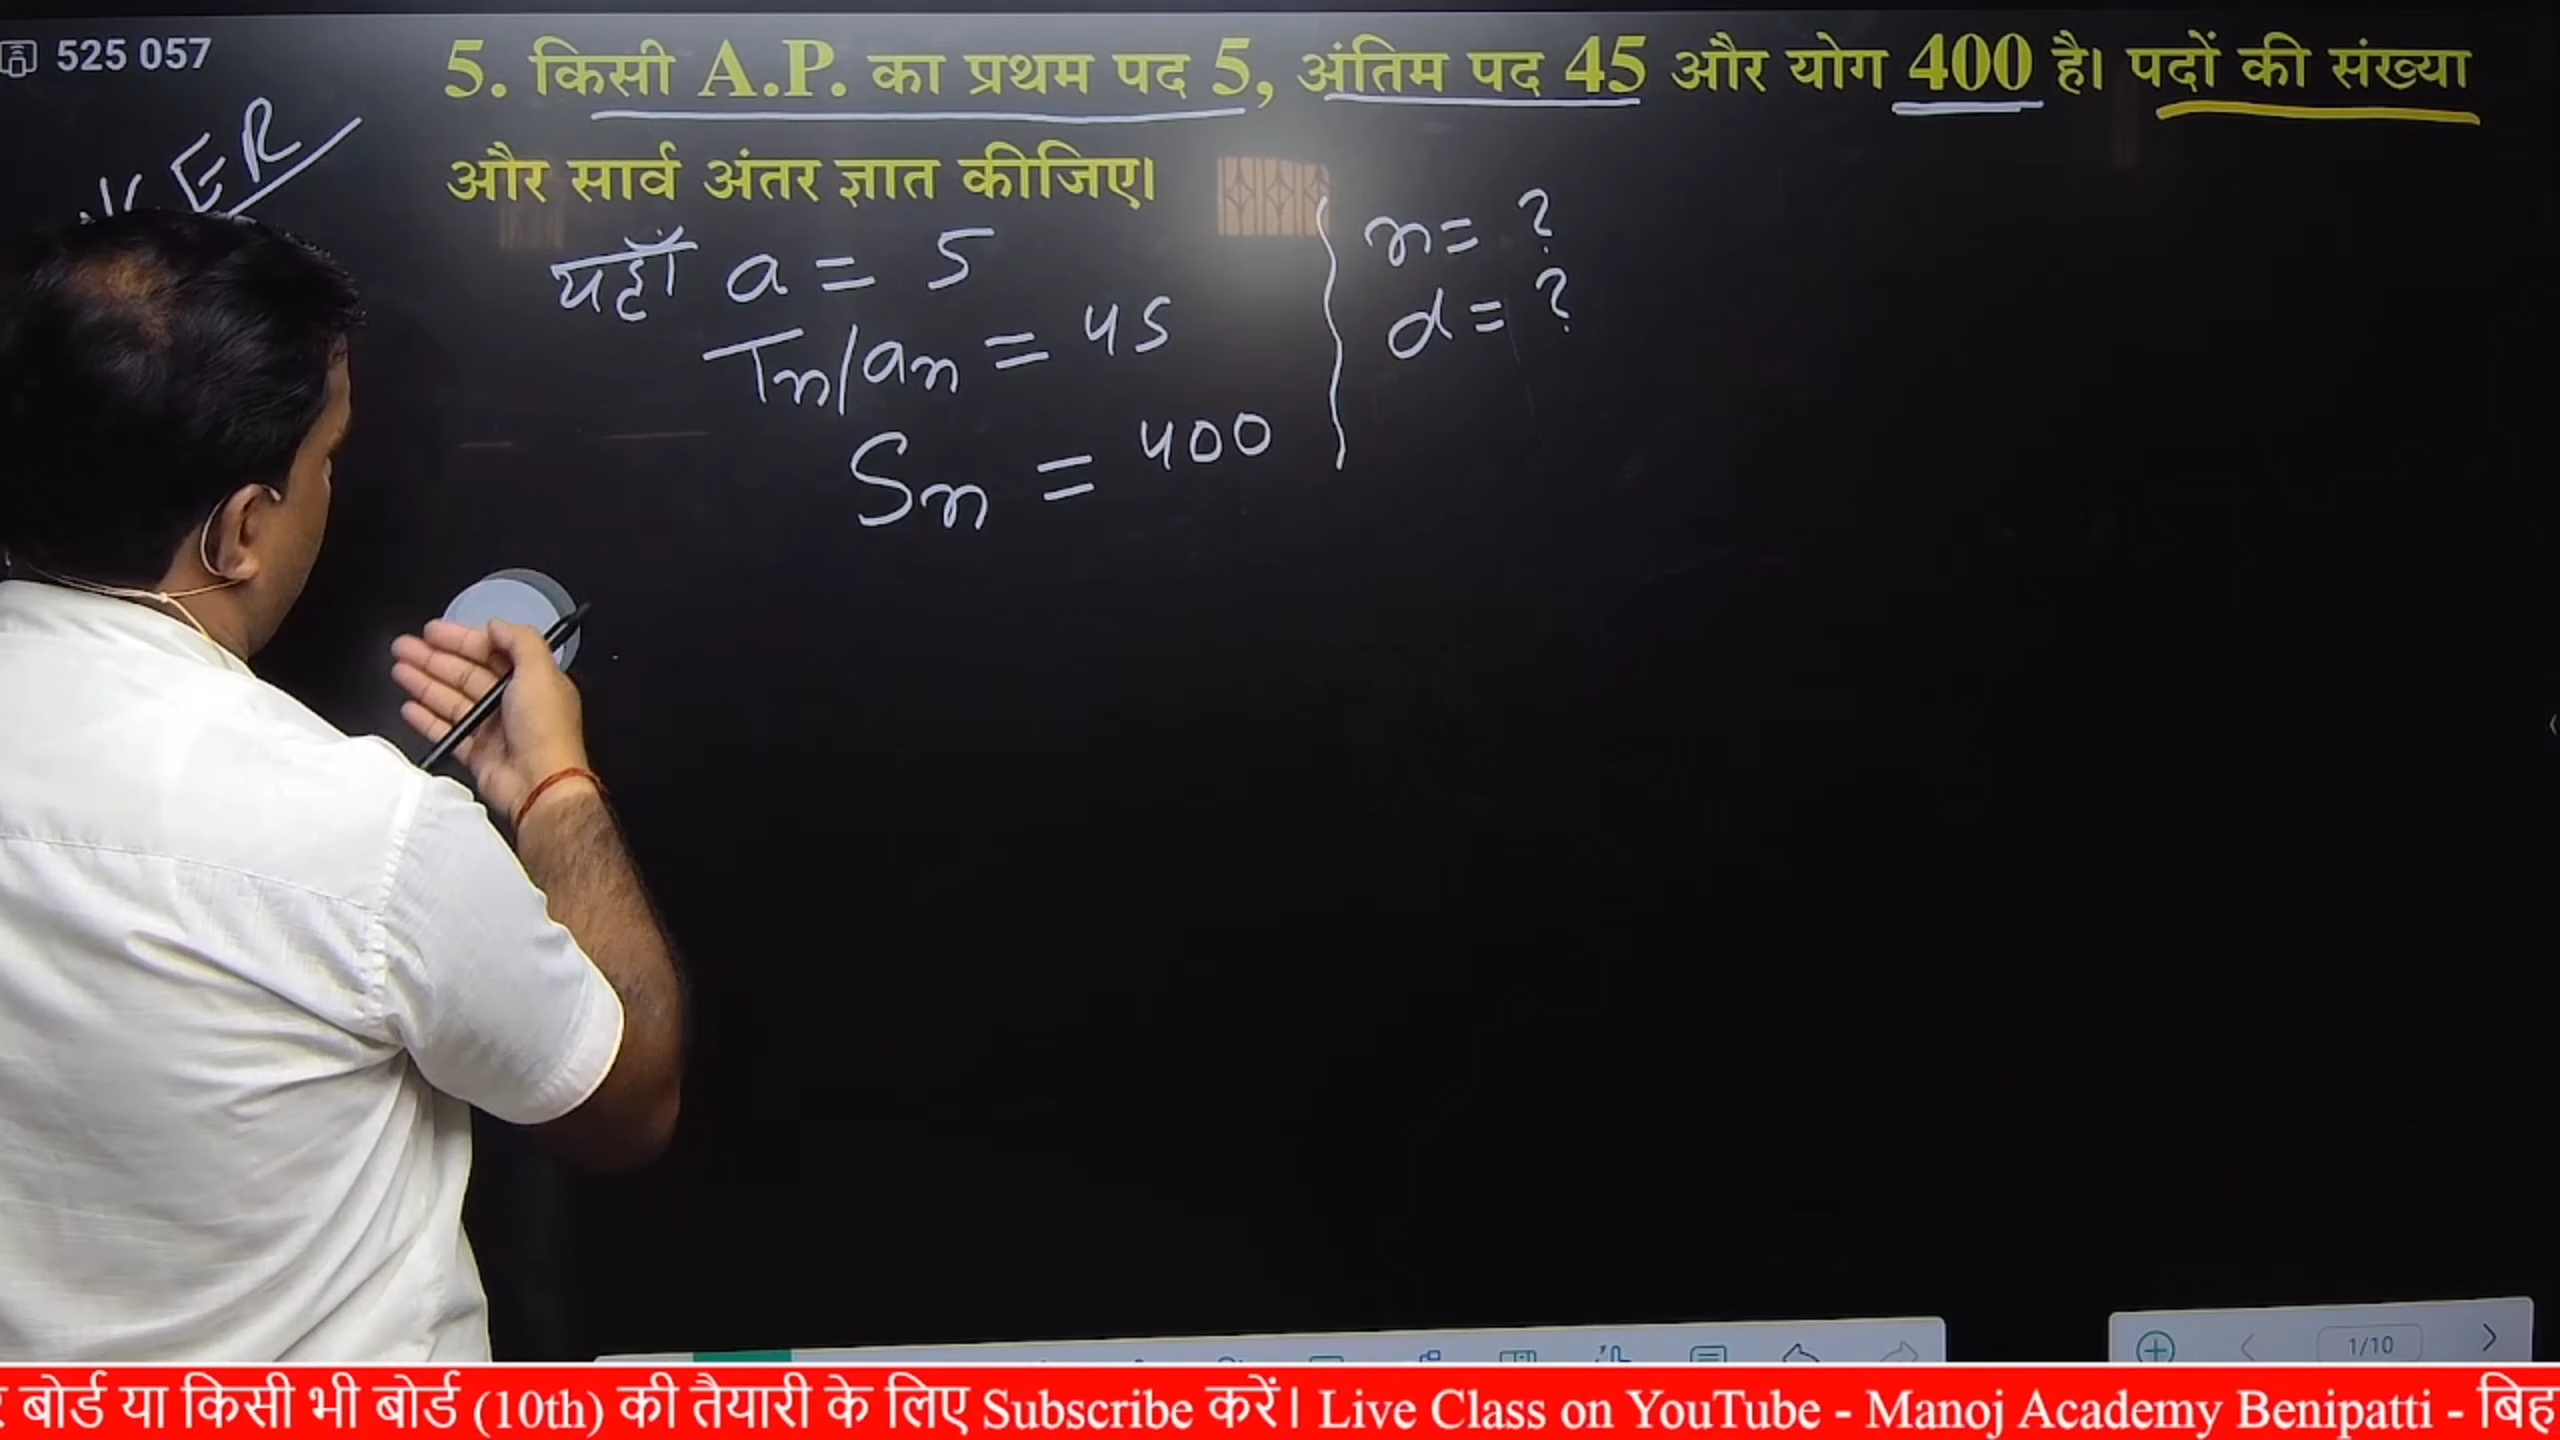 525 057
5. किसी A.P. का प्रथम पद 5, अंतिम पद 45 और योग 400 है। पदों की संख्या
और सार्व अंतर ज्ञात कीजिए।
ER
यहाँ a = 5
Tn/an = 45
Sn = 400
n = ?
d = ?
1/10
बोर्ड या किसी भी बोर्ड (10th) की तैयारी के लिए Subscribe करें। Live Class on YouTube - Manoj Academy Benipatti -